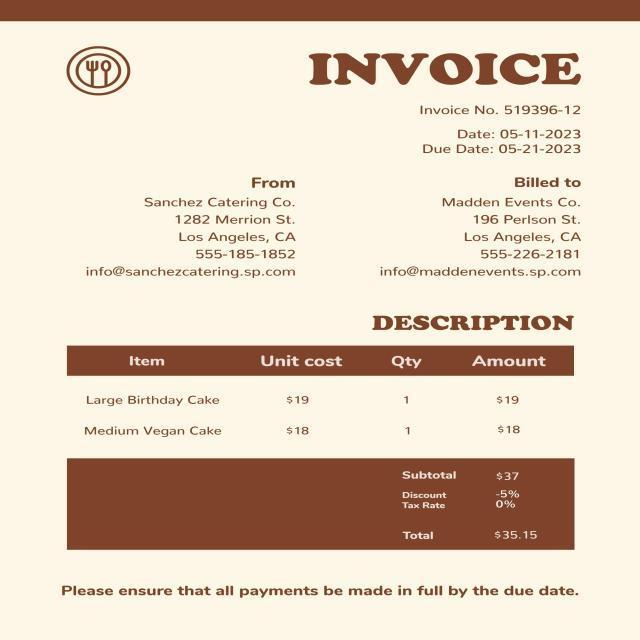 INVOICE
Invoice No. 519396-12
Date: 05-11-2023
Due Date: 05-21-2023
From
Sanchez Catering Co.
1282 Merrion St.
Los Angeles, CA
555-185-1852
info@sanchezcatering.sp.com
Billed to
Madden Events Co.
196 Perlson St.
Los Angeles, CA
555-226-2181
info@maddenevents.sp.com
DESCRIPTION
Item Unit cost Qty Amount
Large Birthday Cake $19 1 $19
Medium Vegan Cake $18 1 $18
Subtotal $37
Discount -5%
Tax Rate 0%
Total $35.15
Please ensure that all payments be made in full by the due date.